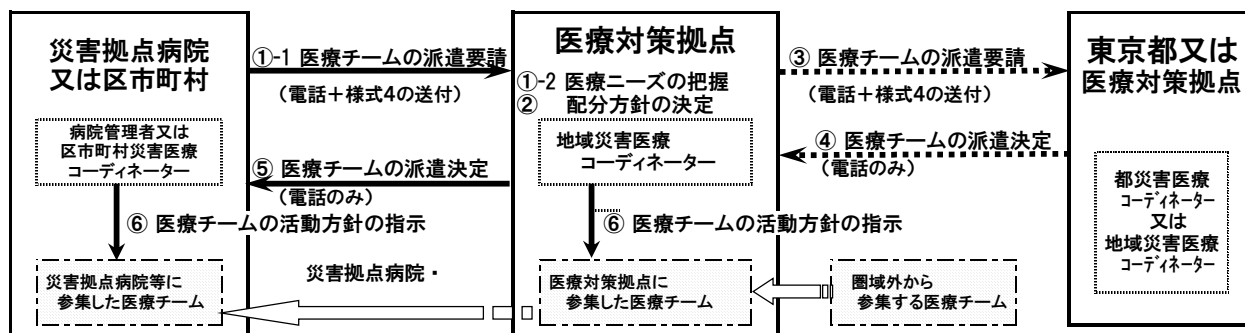 災害拠点病院
又は区市町村
病院管理者又は
区市町村災害医療
コーディネーター
⑥ 医療チームの活動方針の指示
災害拠点病院等に
参集した医療チーム
①-1 医療チームの派遣要請
（電話＋様式4の送付）
⑤ 医療チームの派遣決定
（電話のみ）
災害拠点病院・
医療対策拠点
①-2 医療ニーズの把握
② 配分方針の決定
地域災害医療
コーディネーター
⑥ 医療チームの活動方針の指示
医療対策拠点に
参集した医療チーム
③ 医療チームの派遣要請
（電話＋様式4の送付）
④ 医療チームの派遣決定
（電話のみ）
圏域外から
参集する医療チーム
東京都又は
医療対策拠点
都災害医療
ｺｰﾃﾞｨﾈｰﾀｰ
又は
地域災害医療
ｺｰﾃﾞｨﾈｰﾀｰ